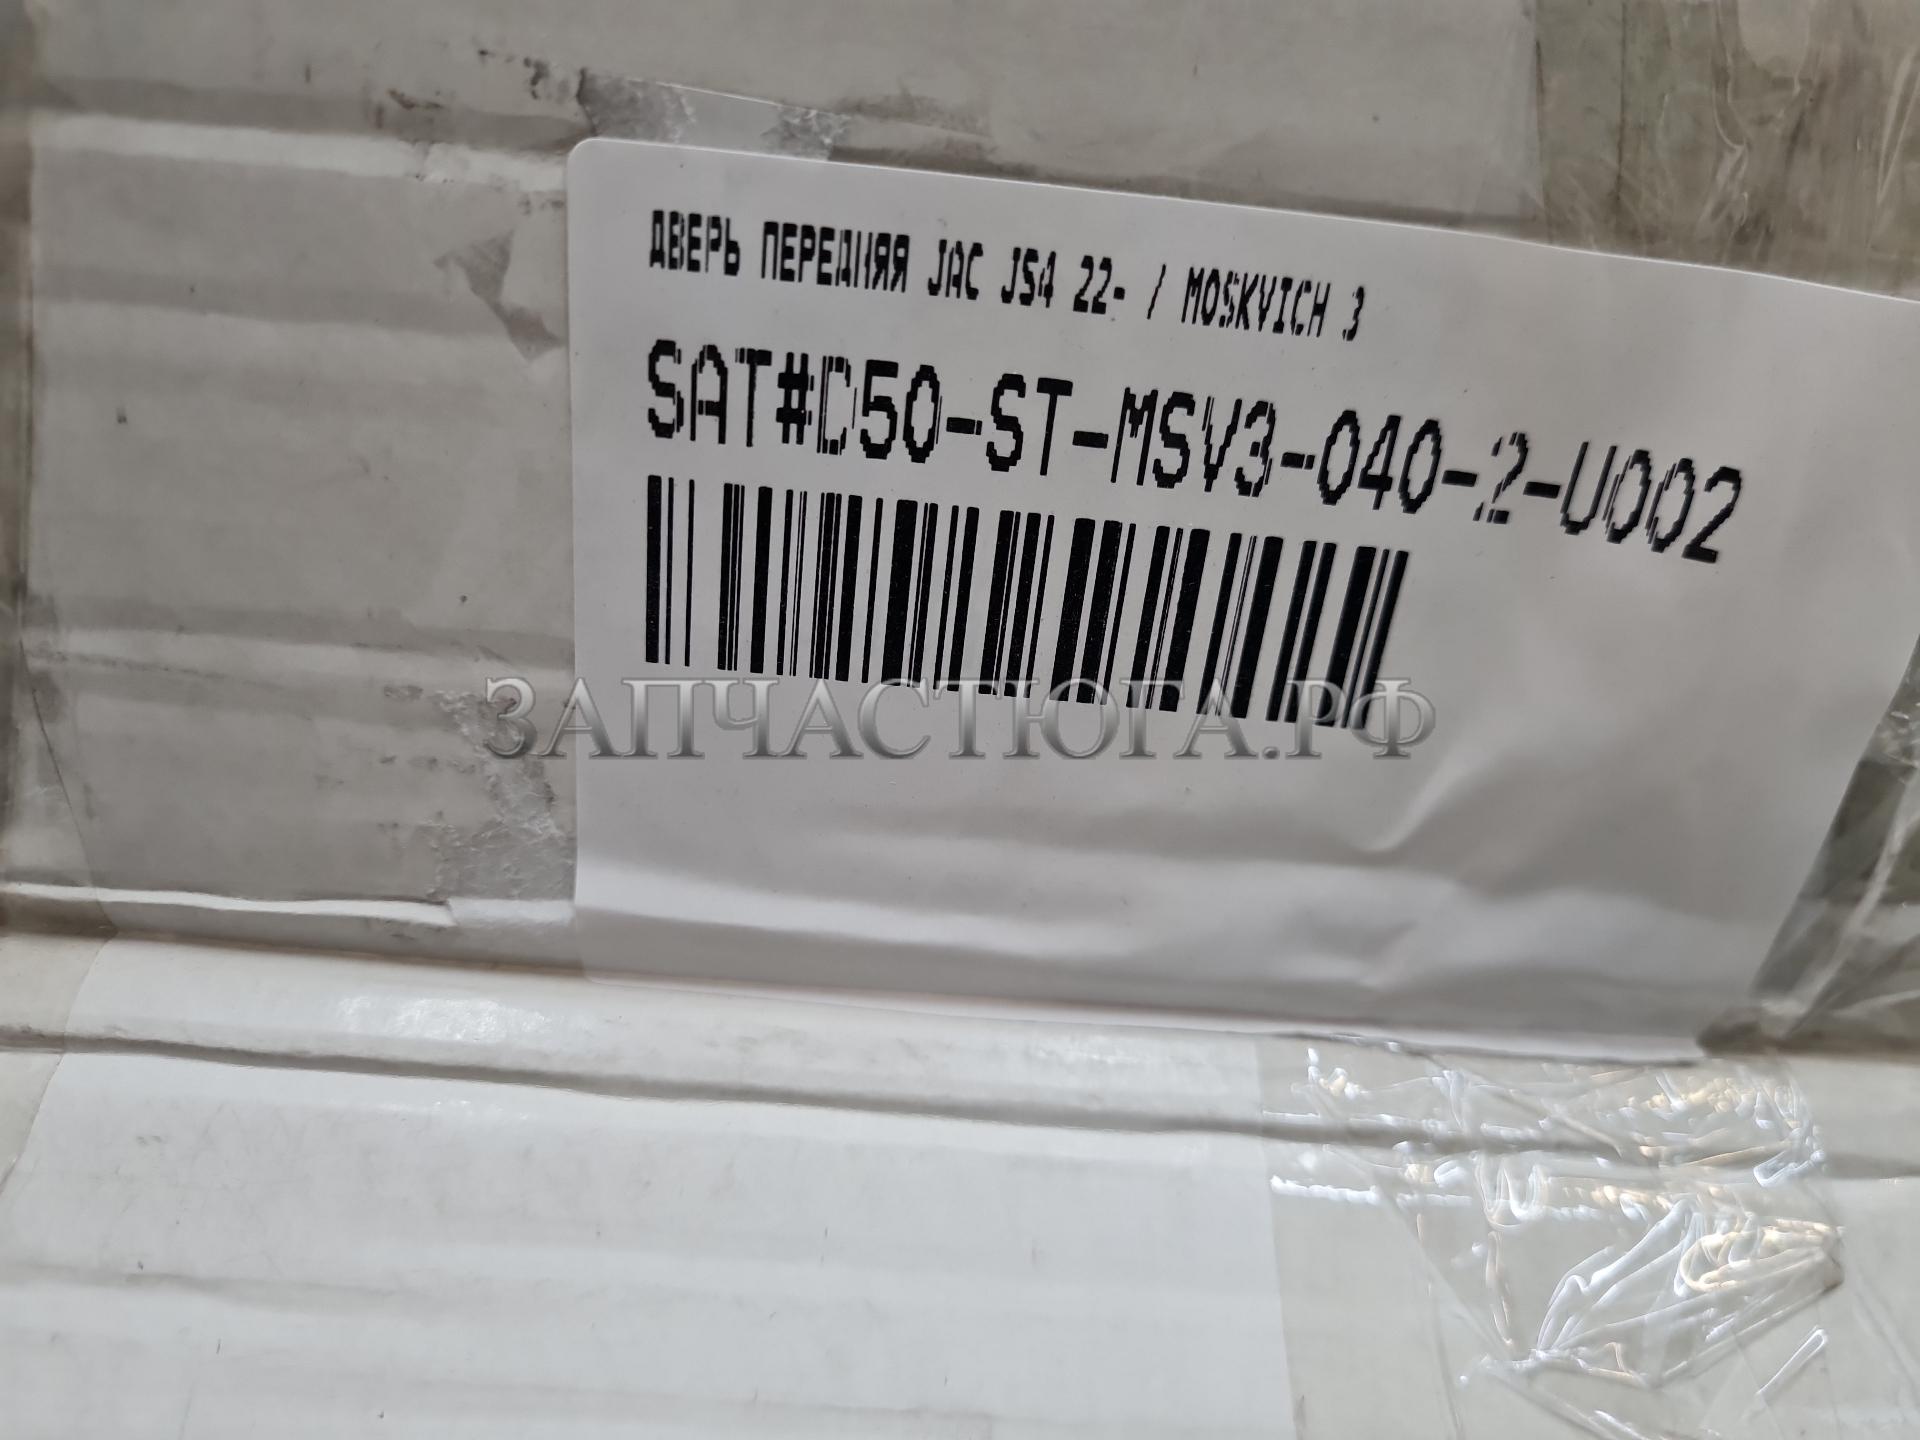 ДВЕРЬ ПЕРЕДНЯЯ JAC JS4 22- / MOSKVICH 3
SAT#D50-ST-MSV3-040-2-U002
ЗАПЧАСТЮГА.РФ